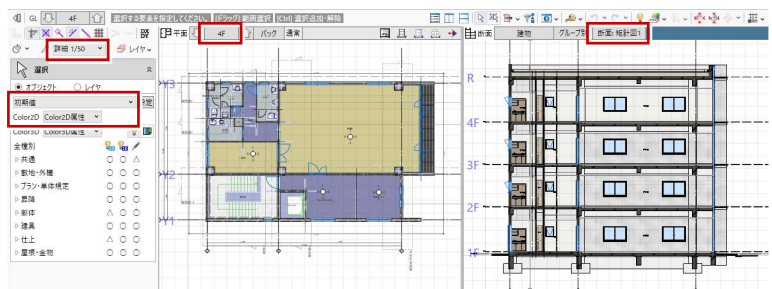 GL 4F 選択する要素を指定してください。 [ドラッグ]範囲選択 [Ctrl] 選択追加・解除
詳細 1/50 レイヤ
平面 4F バック 通常
断面 建物 グループ別 断面: 矩計図1
選択
オブジェクト レイヤ
初期値
Color2D Color2D属性
Color3D Color3D属性
全種別
共通
敷地・外構
プラン・単体規定
昇降
躯体
建具
仕上
屋根・金物
Y3
Y2
Y1
R
4F
3F
2F
1F